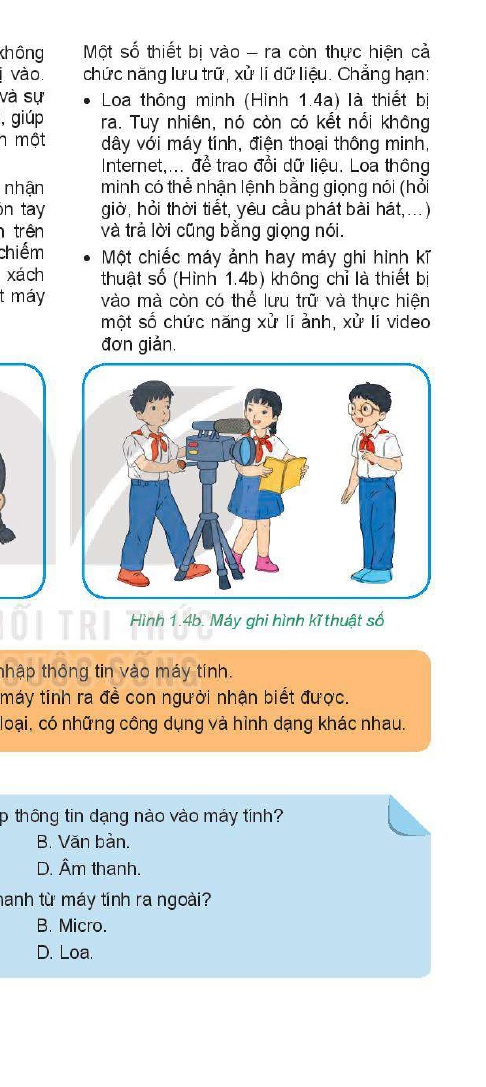 không
ị vào.
và sự
, giúp
n một
nhận
ôn tay
n trên
chiếm
xách
t máy
Một số thiết bị vào – ra còn thực hiện cả
chức năng lưu trữ, xử lí dữ liệu. Chẳng hạn:
• Loa thông minh (Hình 1.4a) là thiết bị
ra. Tuy nhiên, nó còn có kết nối không
dây với máy tính, điện thoại thông minh,
Internet,... để trao đổi dữ liệu. Loa thông
minh có thể nhận lệnh bằng giọng nói (hỏi
giờ, hỏi thời tiết, yêu cầu phát bài hát,...)
và trả lời cũng bằng giọng nói.
• Một chiếc máy ảnh hay máy ghi hình kĩ
thuật số (Hình 1.4b) không chỉ là thiết bị
vào mà còn có thể lưu trữ và thực hiện
một số chức năng xử lí ảnh, xử lí video
đơn giản.
Hình 1.4b. Máy ghi hình kĩ thuật số
NỐI TRI THỨC
CUỘC SỐNG
nhập thông tin vào máy tính.
máy tính ra để con người nhận biết được.
loại, có những công dụng và hình dạng khác nhau.
p thông tin dạng nào vào máy tính?
B. Văn bản.
D. Âm thanh.
hanh từ máy tính ra ngoài?
B. Micro.
D. Loa.